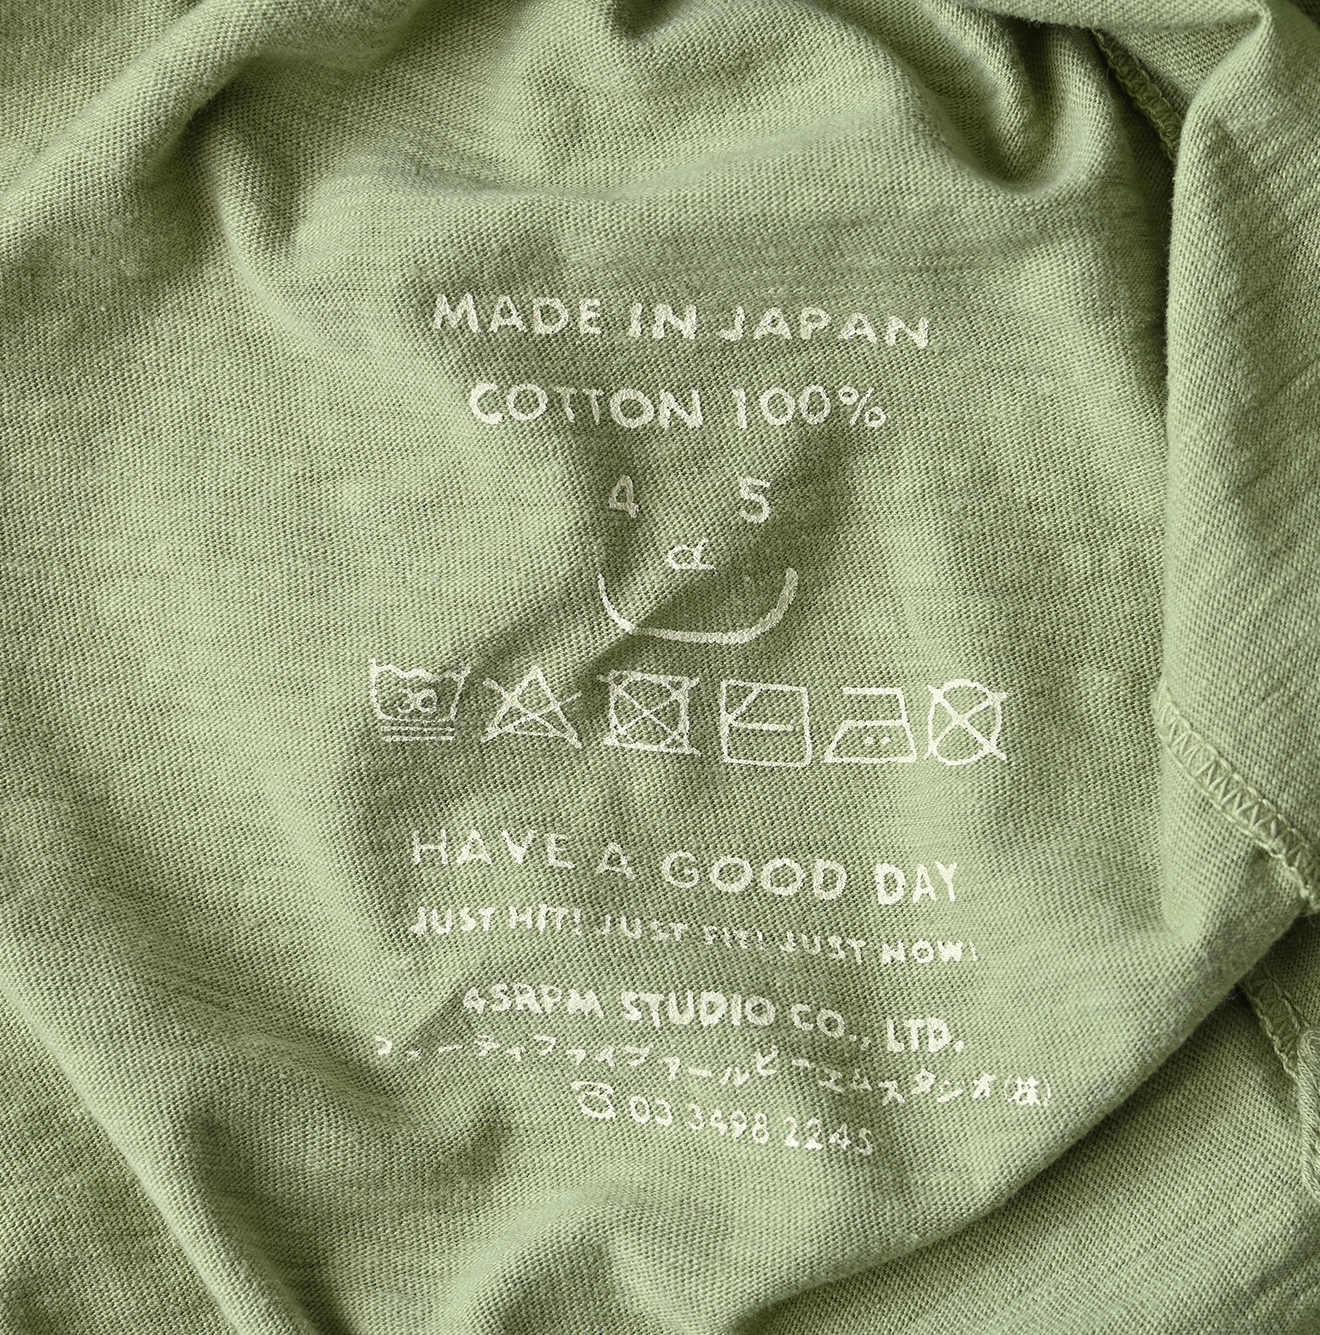 MADE IN JAPAN
COTTON 100%
4 5
30
HAVE A GOOD DAY
JUST HIT! JUST FIT! JUST NOW!
45RPM STUDIO CO., LTD.
フォーティファイブアールピーエムスタジオ(株)
☎ 03 3498 2245